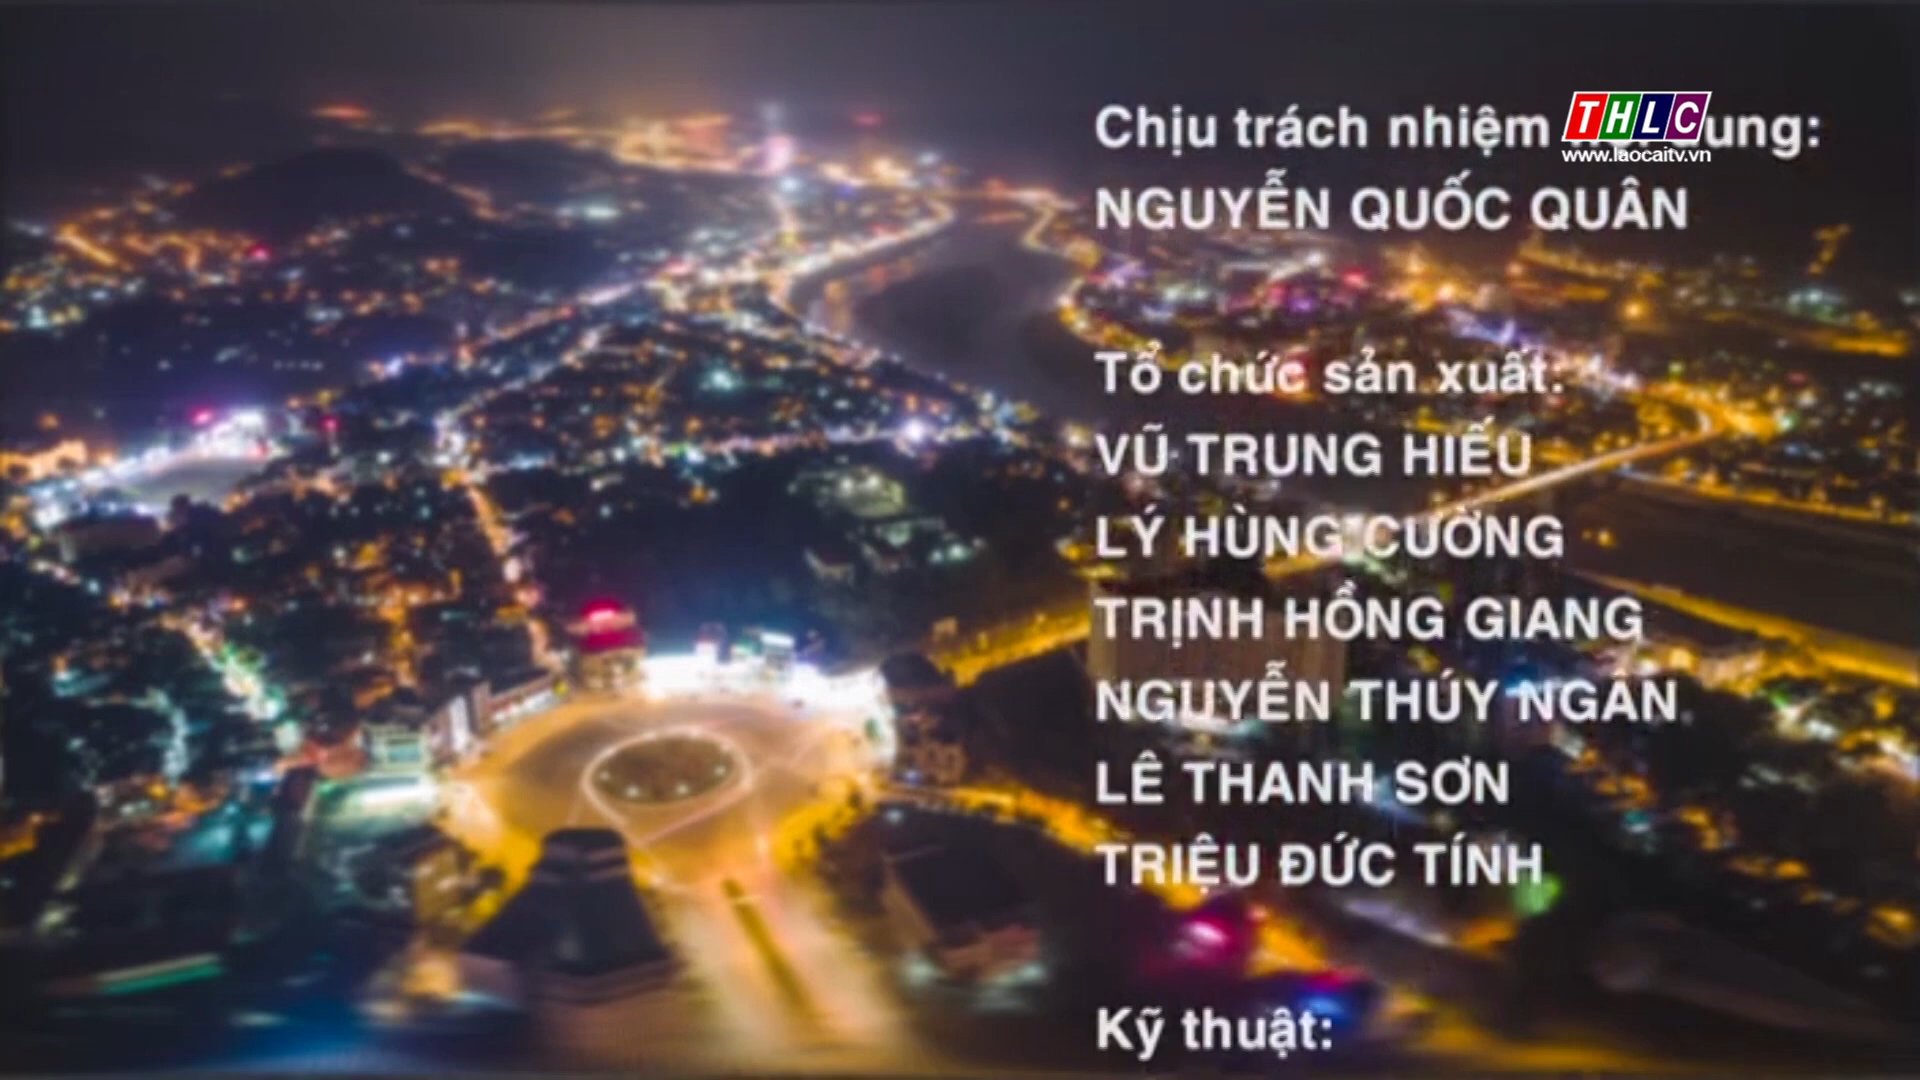 Chịu trách nhiệm dung:
THLC
www.laocaitv.vn
NGUYỄN QUỐC QUÂN
Tổ chức sản xuất:
VŨ TRUNG HIẾU
LÝ HÙNG CƯỜNG
TRỊNH HỒNG GIANG
NGUYỄN THÚY NGÂN
LÊ THANH SƠN
TRIỆU ĐỨC TÍNH
Kỹ thuật: